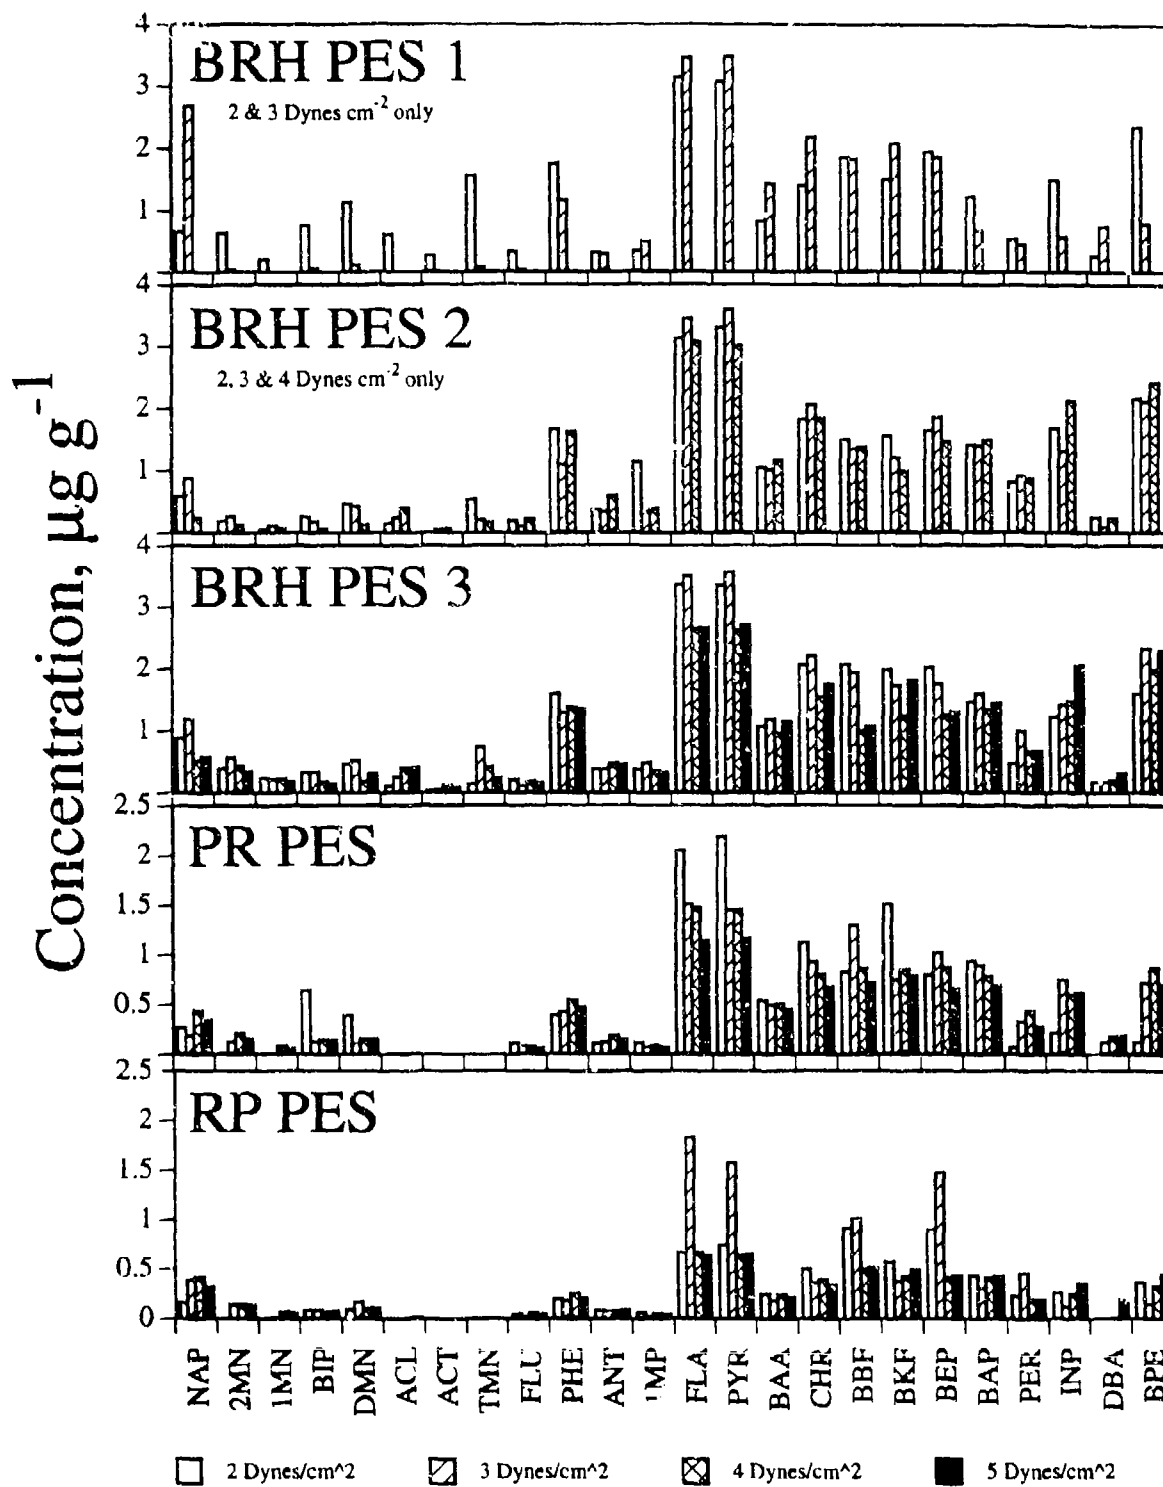 Concentration, µg g-1
4
BRH PES 1
3
2 & 3 Dynes cm-2 only
2
1
4
BRH PES 2
3
2, 3 & 4 Dynes cm-2 only
2
1
4
BRH PES 3
3
2
1
2.5
PR PES
2
1.5
1
0.5
2.5
RP PES
2
1.5
1
0.5
0
NAP 2MN 1MN BIP DMN ACL ACT TMN FLU PHE ANT 1MP FLA PYR BAA CHR BBF BKF BEP BAP PER INP DBA BPE
2 Dynes/cm^2 3 Dynes/cm^2 4 Dynes/cm^2 5 Dynes/cm^2